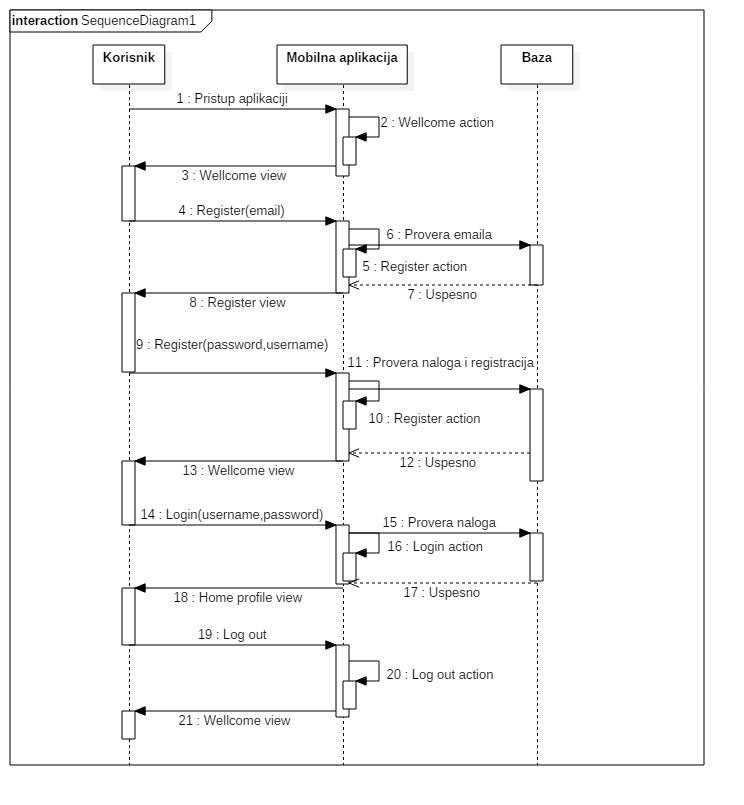 interaction SequenceDiagram1
Korisnik
Mobilna aplikacija
Baza
1 : Pristup aplikaciji
2 : Wellcome action
3 : Wellcome view
4 : Register(email)
6 : Provera emaila
5 : Register action
7 : Uspesno
8 : Register view
9 : Register(password,username)
11 : Provera naloga i registracija
10 : Register action
12 : Uspesno
13 : Wellcome view
14 : Login(username,password)
15 : Provera naloga
16 : Login action
17 : Uspesno
18 : Home profile view
19 : Log out
20 : Log out action
21 : Wellcome view